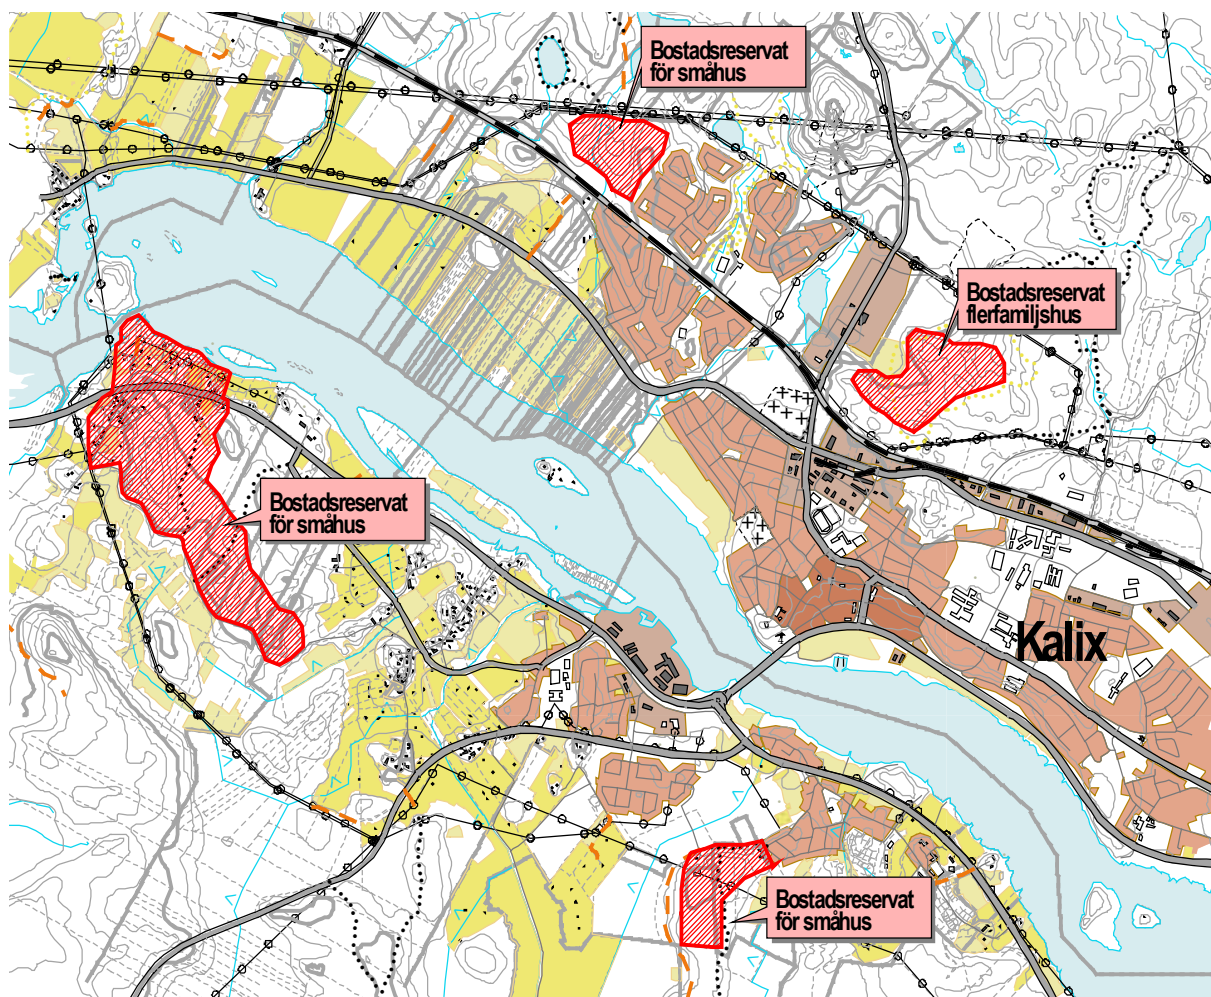 Bostadsreservat
för småhus
Bostadsreservat
flerfamiljshus
Bostadsreservat
för småhus
Kalix
Bostadsreservat
för småhus